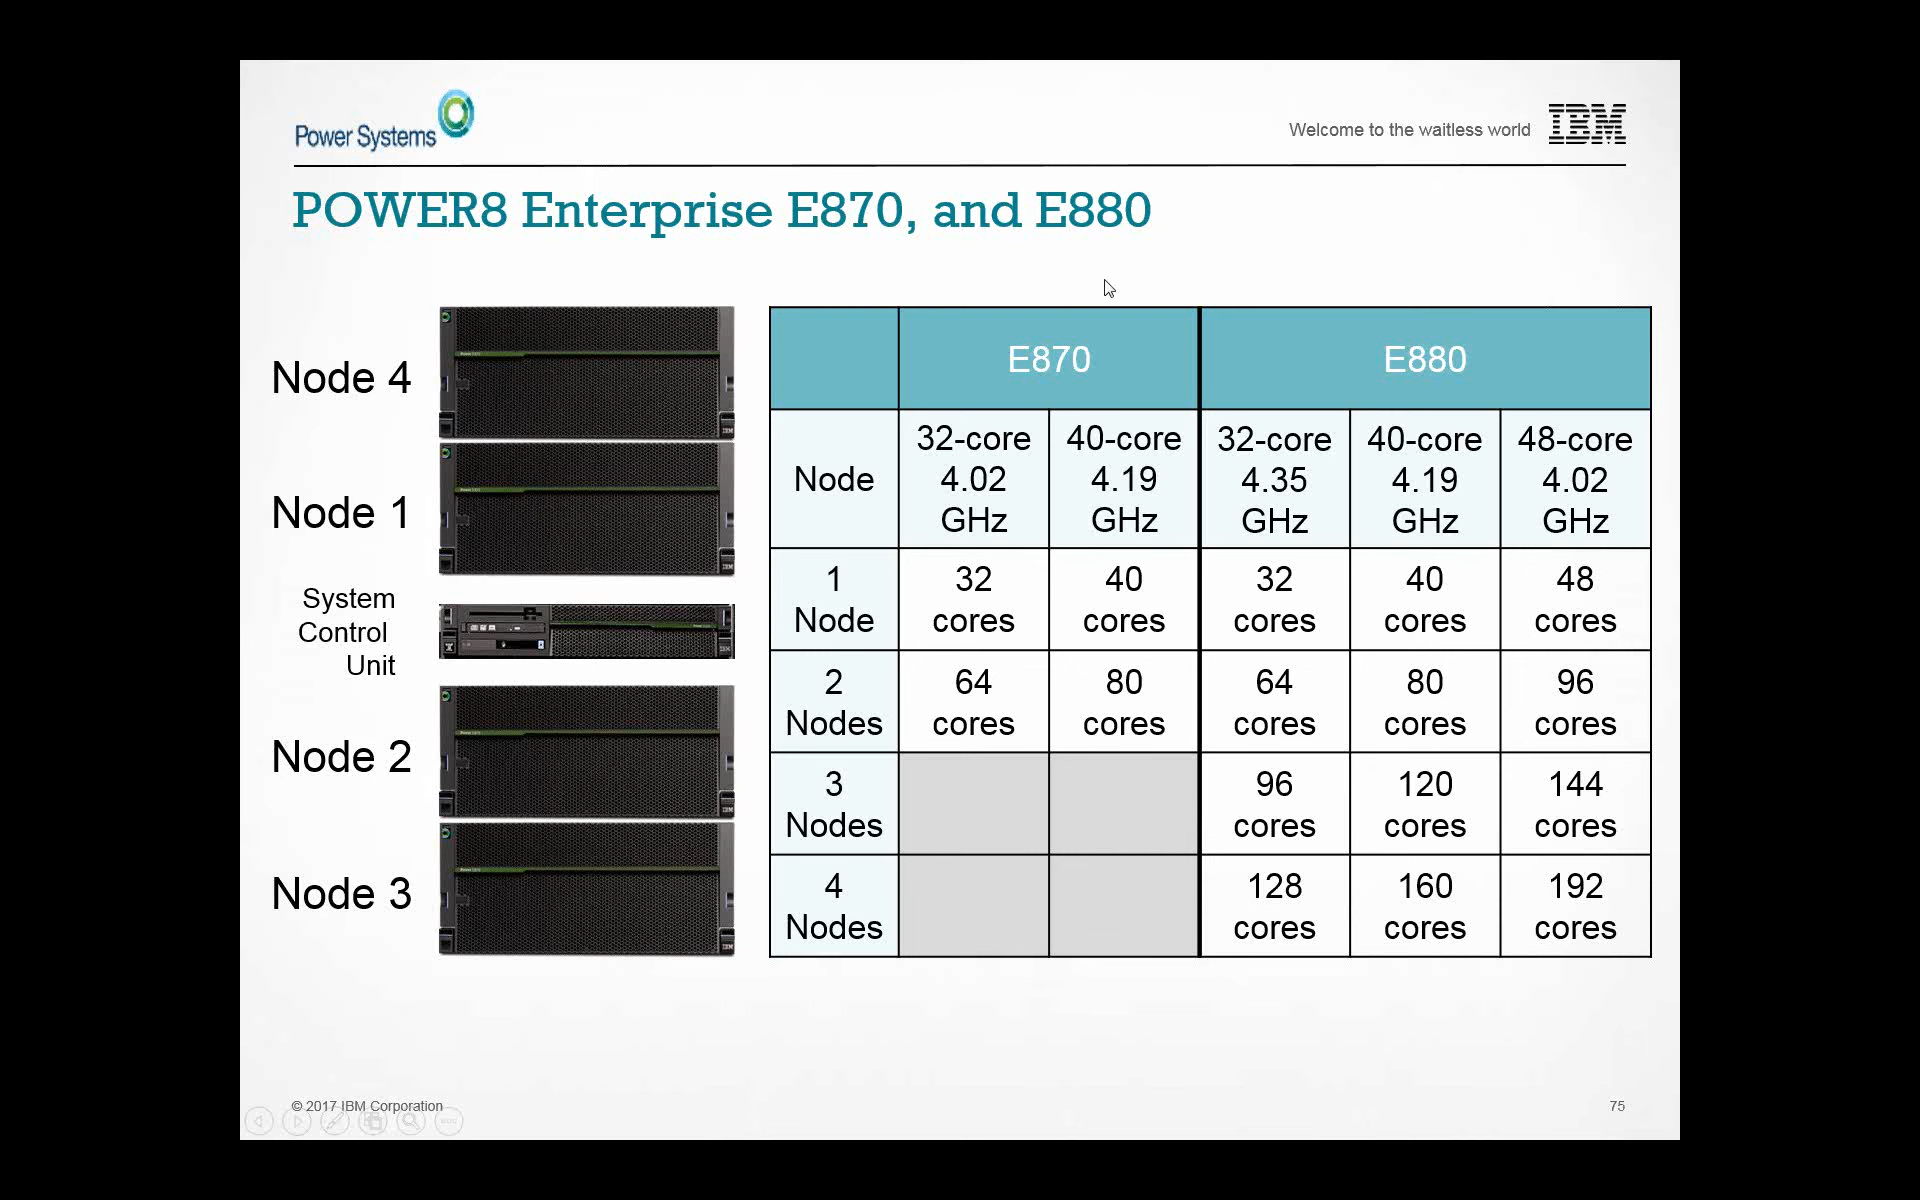 Power Systems
Welcome to the waitless world
IBM
POWER8 Enterprise E870, and E880
Node 4
Node 1
System
Control
Unit
Node 2
Node 3
E870
E880
Node
32-core
4.02
GHz
40-core
4.19
GHz
32-core
4.35
GHz
40-core
4.19
GHz
48-core
4.02
GHz
1
Node
32
cores
40
cores
32
cores
40
cores
48
cores
2
Nodes
64
cores
80
cores
64
cores
80
cores
96
cores
3
Nodes
96
cores
120
cores
144
cores
4
Nodes
128
cores
160
cores
192
cores
© 2017 IBM Corporation
75